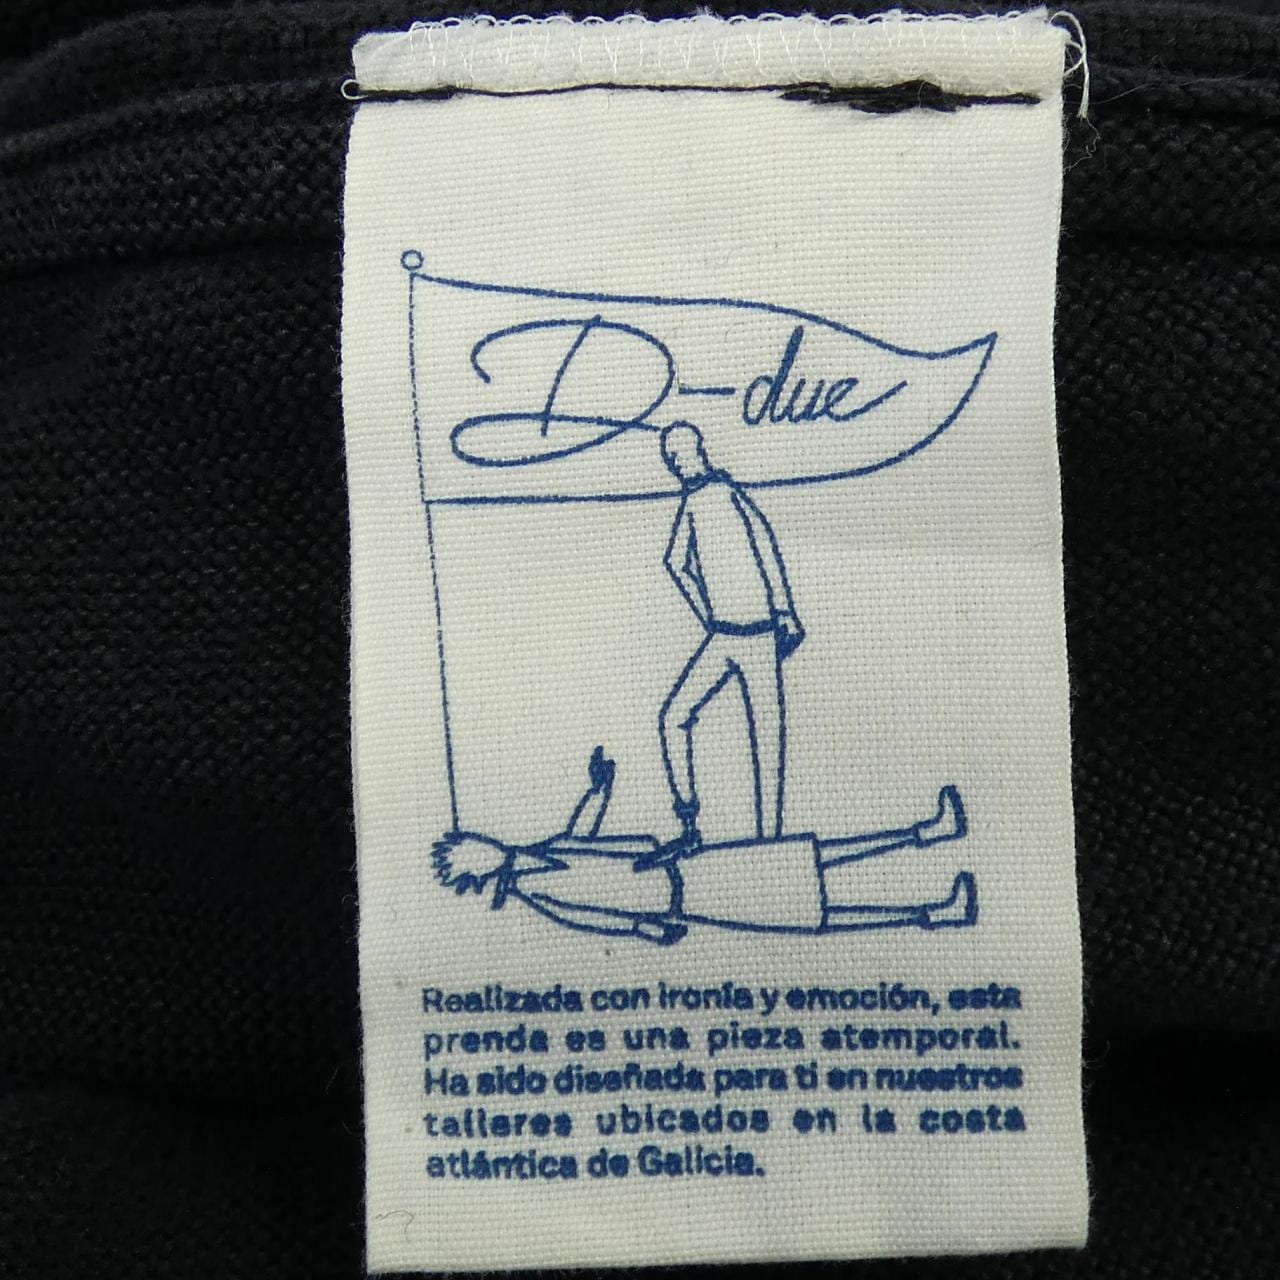 D-due
Realizada con ironía y emoción, esta
prenda es una pieza atemporal.
Ha sido diseñada para ti en nuestros
talleres ubicados en la costa
atlántica de Galicia.